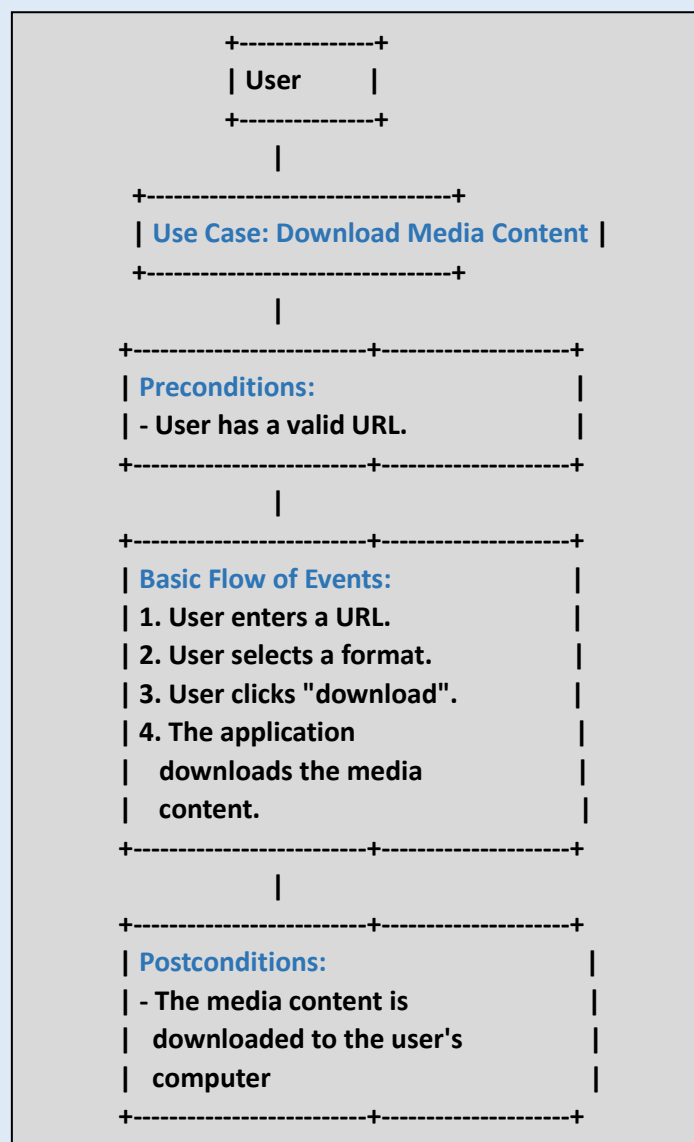 +---------------+
| User |
+---------------+
|
+----------------------------------+
| Use Case: Download Media Content |
+----------------------------------+
|
+--------------------------+---------------------+
| Preconditions: |
| - User has a valid URL. |
+--------------------------+---------------------+
|
+--------------------------+---------------------+
| Basic Flow of Events: |
| 1. User enters a URL. |
| 2. User selects a format. |
| 3. User clicks "download". |
| 4. The application |
| downloads the media |
| content. |
+--------------------------+---------------------+
|
+--------------------------+---------------------+
| Postconditions: |
| - The media content is |
| downloaded to the user's |
| computer |
+--------------------------+---------------------+